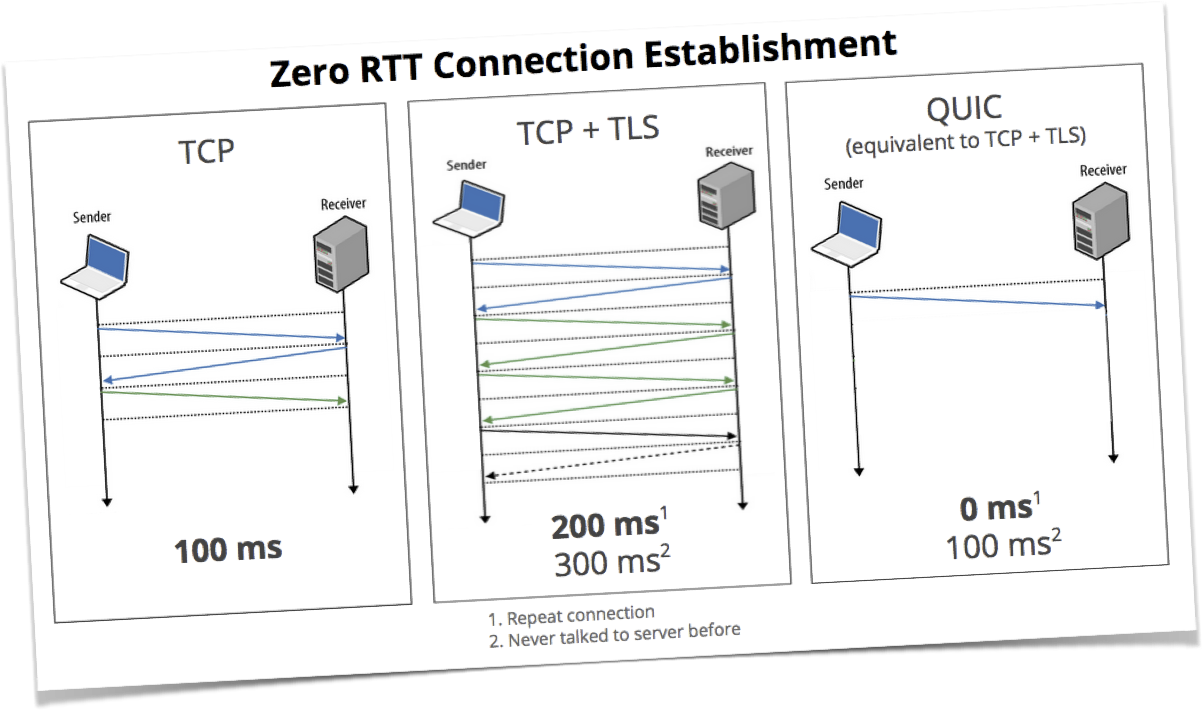 Zero RTT Connection Establishment
TCP
Sender
Receiver
100 ms
TCP + TLS
Sender
Receiver
200 ms¹
300 ms²
QUIC
(equivalent to TCP + TLS)
Sender
Receiver
0 ms¹
100 ms²
1. Repeat connection
2. Never talked to server before